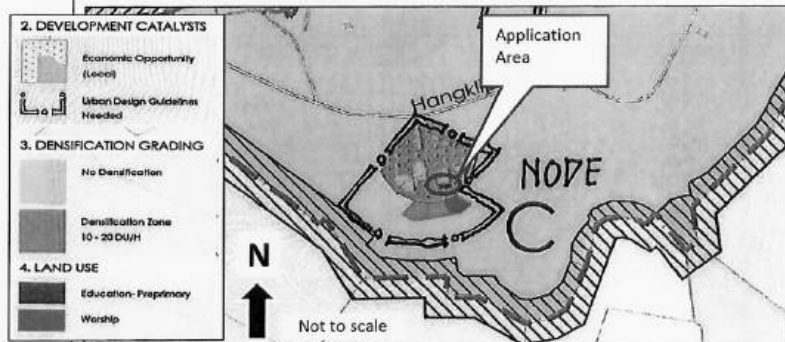 2. DEVELOPMENT CATALYSTS
Economic Opportunity
(Local)
Urban Design Guidelines
Needed
3. DENSIFICATION GRADING
No Densification
Densification Zone
10 - 20 DU/H
4. LAND USE
Education- Preprimary
Worship
N
Not to scale
Application
Area
Hangkli
NODE
C